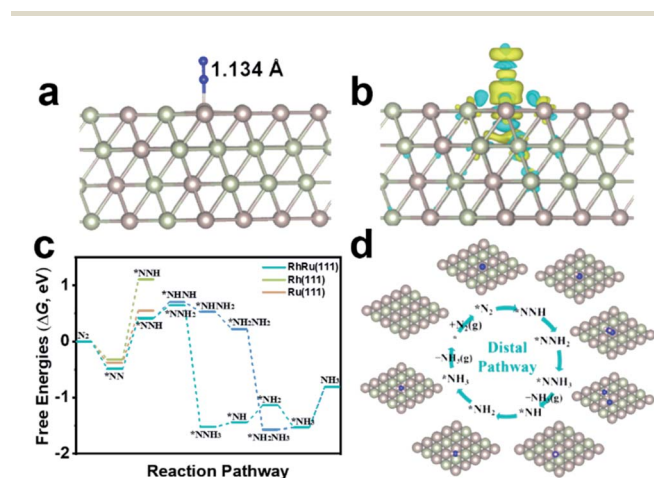 a
1.134 Å
b
c
Free Energies (ΔG, eV)
1
0
-1
-2
N₂
*NN
*NNH
*NNH
*NHNH
*NNH₂
*NHNH₂
*NH₂NH₂
*NNH₃
*NH
*NH₂
*NH₂NH₃
*NH₃
NH₃
RhRu(111)
Rh(111)
Ru(111)
Reaction Pathway
d
*N₂
*NNH
*NNH₂
*NNH₃
−NH₃(g)
*NH
*NH₂
*NH₃
−NH₃(g)
*
+N₂(g)
Distal
Pathway